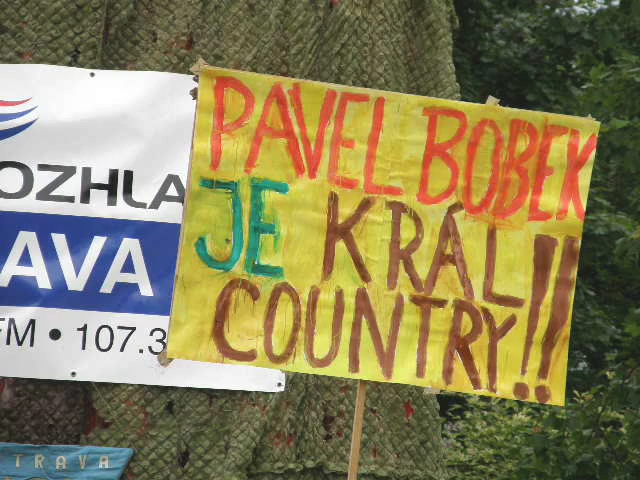 PAVEL BOBEK
JE KRÁL
COUNTRY!!
OZHLA
AVA
FM • 107.3
TRAVA